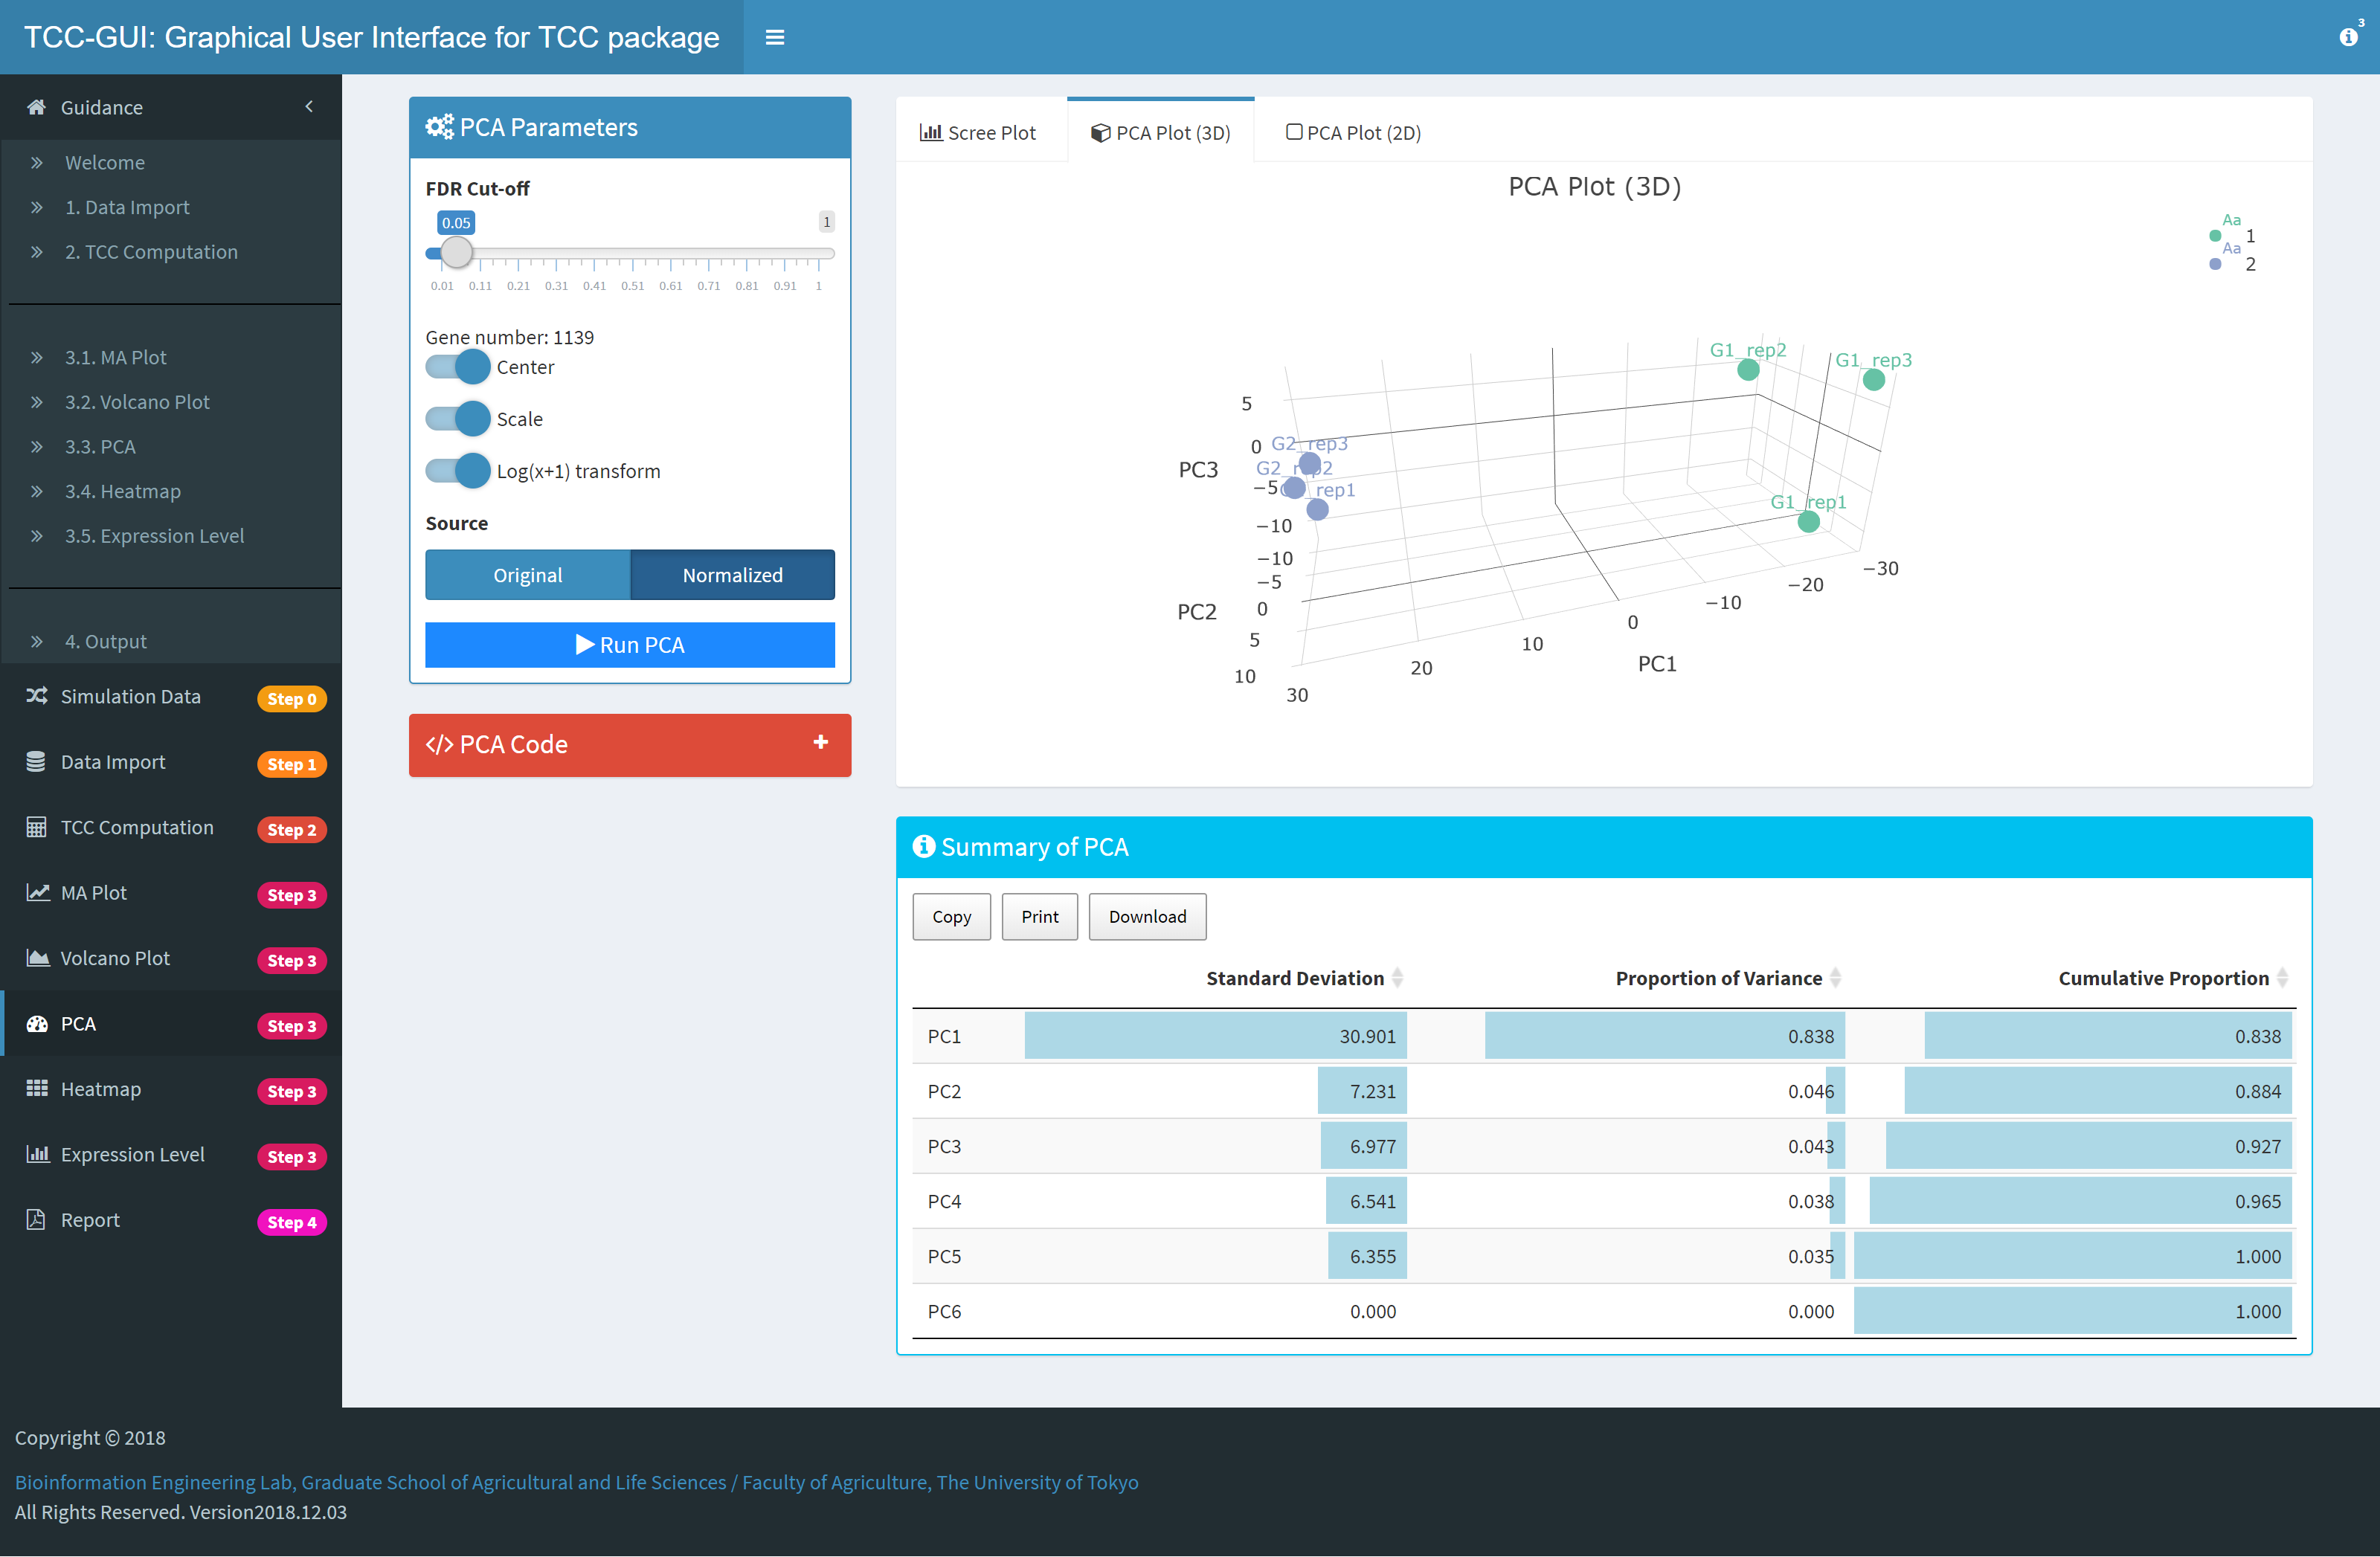 TCC-GUI: Graphical User Interface for TCC package
3
Guidance
Welcome
1. Data Import
2. TCC Computation
3.1. MA Plot
3.2. Volcano Plot
3.3. PCA
3.4. Heatmap
3.5. Expression Level
4. Output
Simulation Data Step 0
Data Import Step 1
TCC Computation Step 2
MA Plot Step 3
Volcano Plot Step 3
PCA Step 3
Heatmap Step 3
Expression Level Step 3
Report Step 4
PCA Parameters
FDR Cut-off
0.05 1
0.01 0.11 0.21 0.31 0.41 0.51 0.61 0.71 0.81 0.91 1
Gene number: 1139
Center
Scale
Log(x+1) transform
Source
Original Normalized
Run PCA
PCA Code
Scree Plot PCA Plot (3D) PCA Plot (2D)
PCA Plot (3D)
Aa 1
Aa 2
G1_rep2
G1_rep3
G1_rep1
G2_rep3
G2_rep2
G2_rep1
PC3
5
0
−5
−10
PC2
−10
−5
0
5
10
PC1
30 20 10 0 −10 −20 −30
Summary of PCA
Copy Print Download
Standard Deviation Proportion of Variance Cumulative Proportion
PC1 30.901 0.838 0.838
PC2 7.231 0.046 0.884
PC3 6.977 0.043 0.927
PC4 6.541 0.038 0.965
PC5 6.355 0.035 1.000
PC6 0.000 0.000 1.000
Copyright © 2018
Bioinformation Engineering Lab, Graduate School of Agricultural and Life Sciences / Faculty of Agriculture, The University of Tokyo
All Rights Reserved. Version2018.12.03